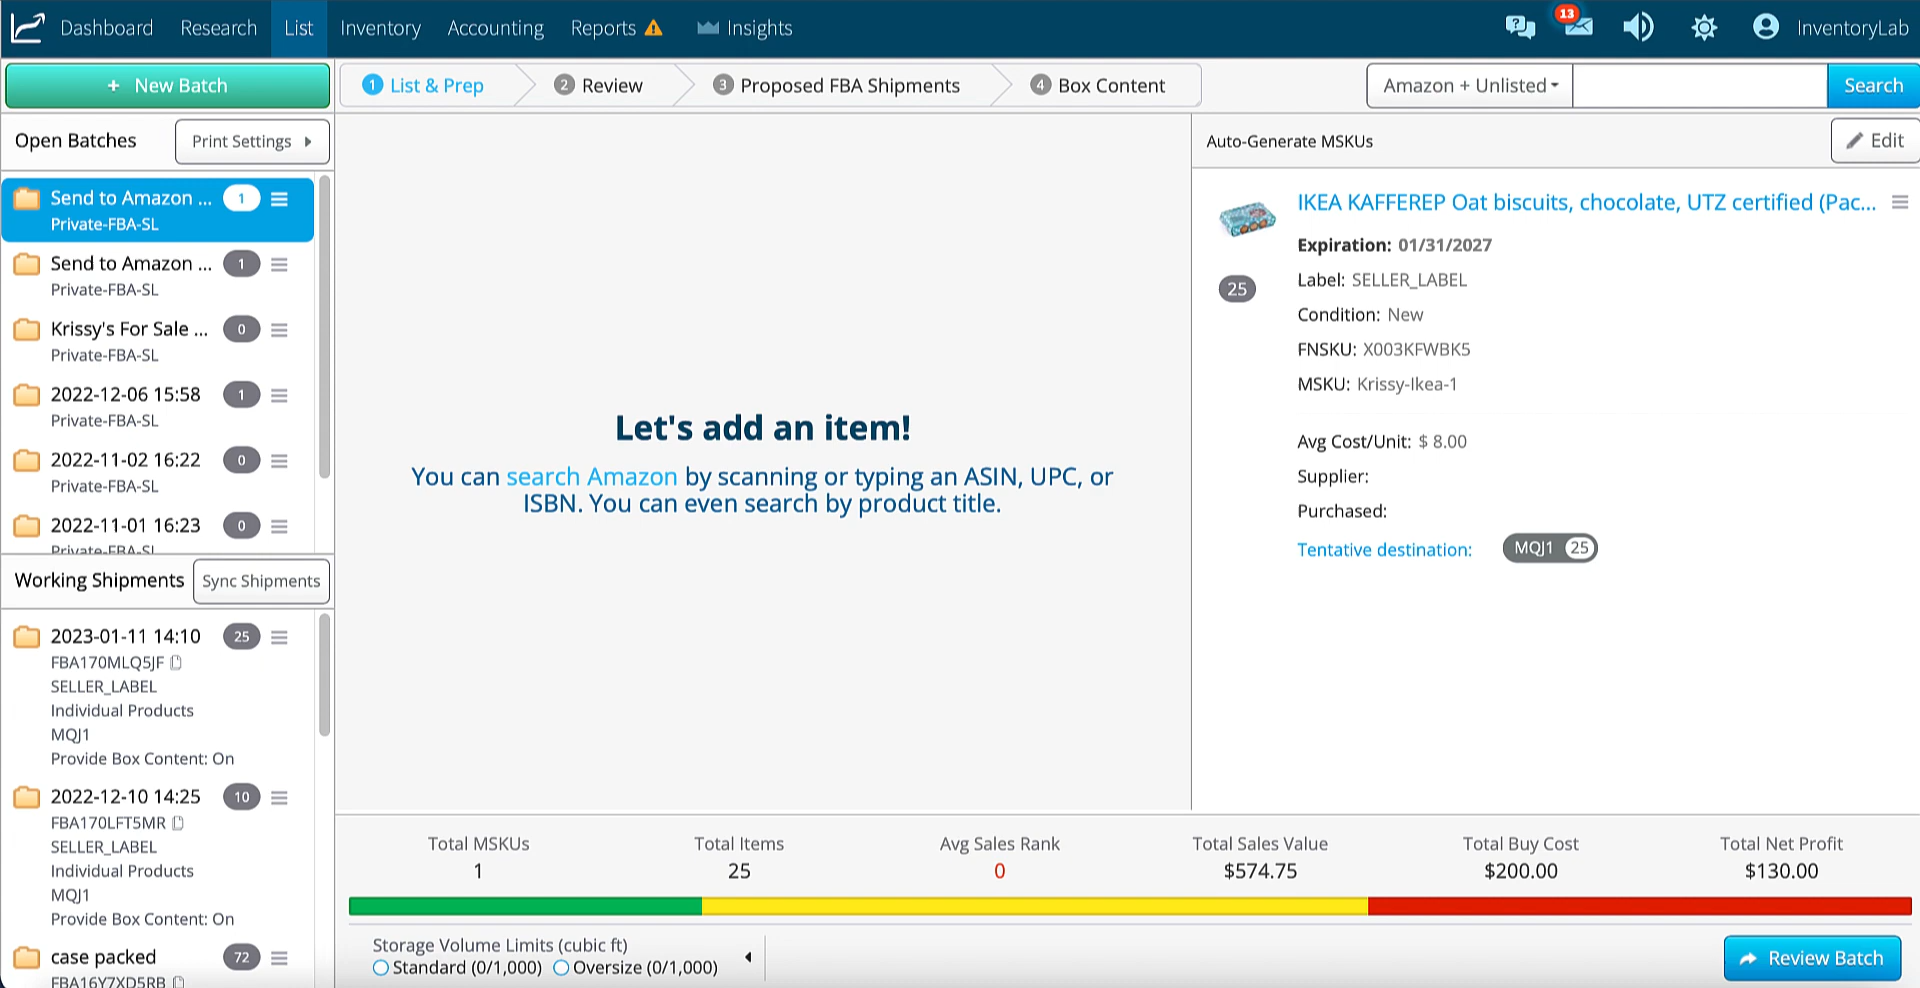 Dashboard
Research
List
Inventory
Accounting
Reports
Insights
13
InventoryLab
+ New Batch
1 List & Prep
2 Review
3 Proposed FBA Shipments
4 Box Content
Amazon + Unlisted
Search
Open Batches
Print Settings
Send to Amazon ... 1
Private-FBA-SL
Send to Amazon ... 1
Private-FBA-SL
Krissy's For Sale ... 0
Private-FBA-SL
2022-12-06 15:58 1
Private-FBA-SL
2022-11-02 16:22 0
Private-FBA-SL
2022-11-01 16:23 0
Private-FBA-SL
Working Shipments
Sync Shipments
2023-01-11 14:10 25
FBA170MLQ5JF
SELLER_LABEL
Individual Products
MQJ1
Provide Box Content: On
2022-12-10 14:25 10
FBA170LFT5MR
SELLER_LABEL
Individual Products
MQJ1
Provide Box Content: On
case packed 72
FBA16Y7XD5RB
Let's add an item!
You can search Amazon by scanning or typing an ASIN, UPC, or
ISBN. You can even search by product title.
Auto-Generate MSKUs
Edit
IKEA KAFFEREP Oat biscuits, chocolate, UTZ certified (Pac...
Expiration: 01/31/2027
25
Label: SELLER_LABEL
Condition: New
FNSKU: X003KFWBK5
MSKU: Krissy-Ikea-1
Avg Cost/Unit: $ 8.00
Supplier:
Purchased:
Tentative destination: MQJ1 25
Total MSKUs
1
Total Items
25
Avg Sales Rank
0
Total Sales Value
$574.75
Total Buy Cost
$200.00
Total Net Profit
$130.00
Storage Volume Limits (cubic ft)
Standard (0/1,000) Oversize (0/1,000)
Review Batch